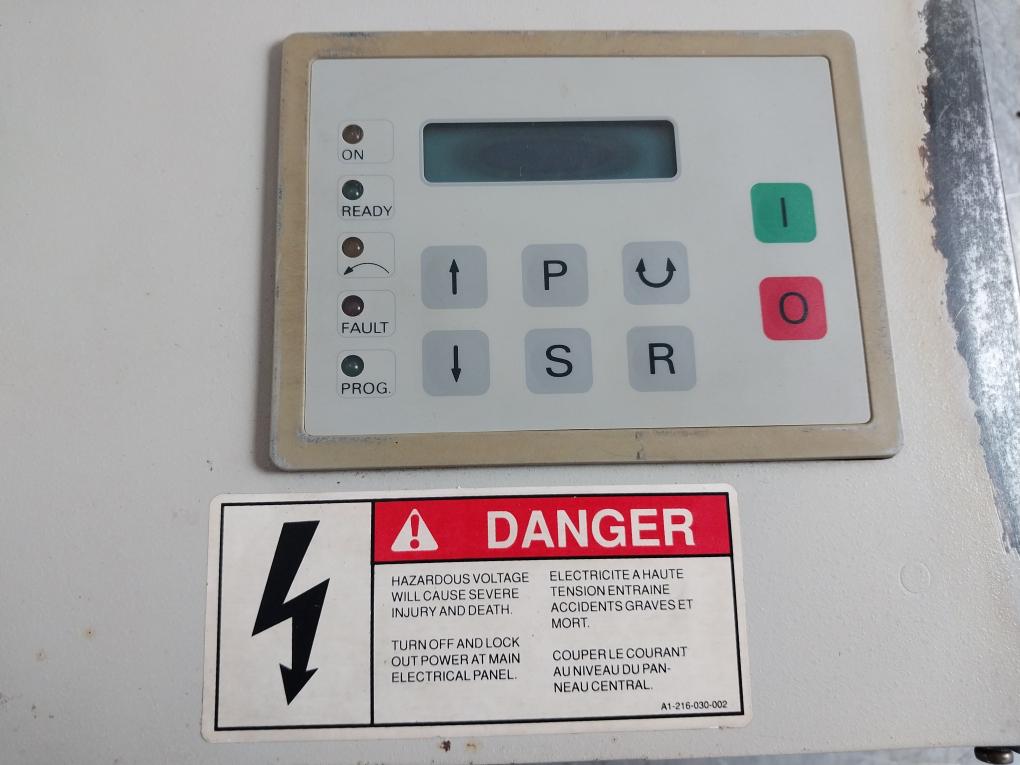 ON
READY
FAULT
PROG.
P
S
R
I
O
DANGER
HAZARDOUS VOLTAGE
WILL CAUSE SEVERE
INJURY AND DEATH.
TURN OFF AND LOCK
OUT POWER AT MAIN
ELECTRICAL PANEL.
ELECTRICITE A HAUTE
TENSION ENTRAINE
ACCIDENTS GRAVES ET
MORT.
COUPER LE COURANT
AU NIVEAU DU PAN-
NEAU CENTRAL.
A1-216-030-002